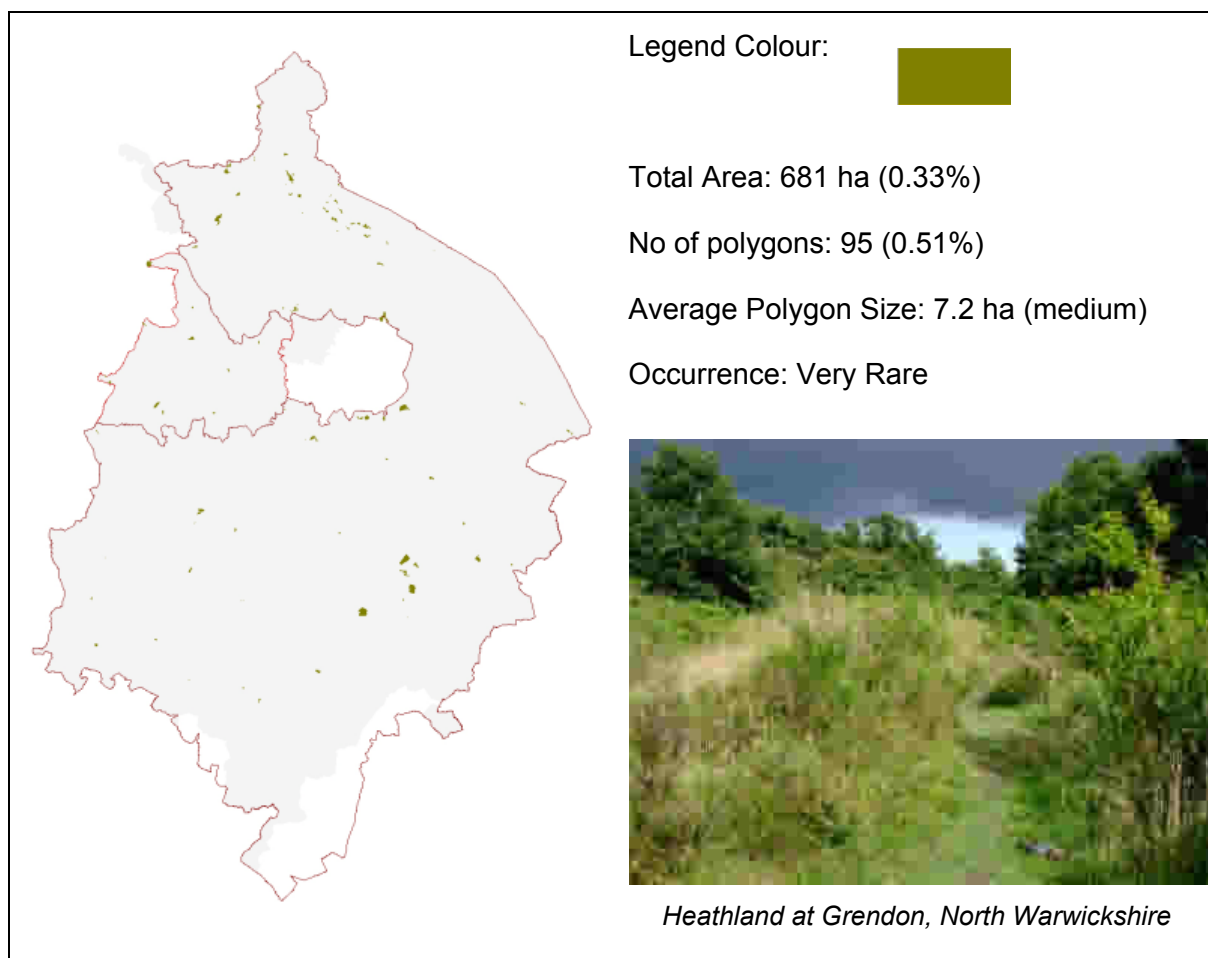 Legend Colour:
Total Area: 681 ha (0.33%)
No of polygons: 95 (0.51%)
Average Polygon Size: 7.2 ha (medium)
Occurrence: Very Rare
Heathland at Grendon, North Warwickshire